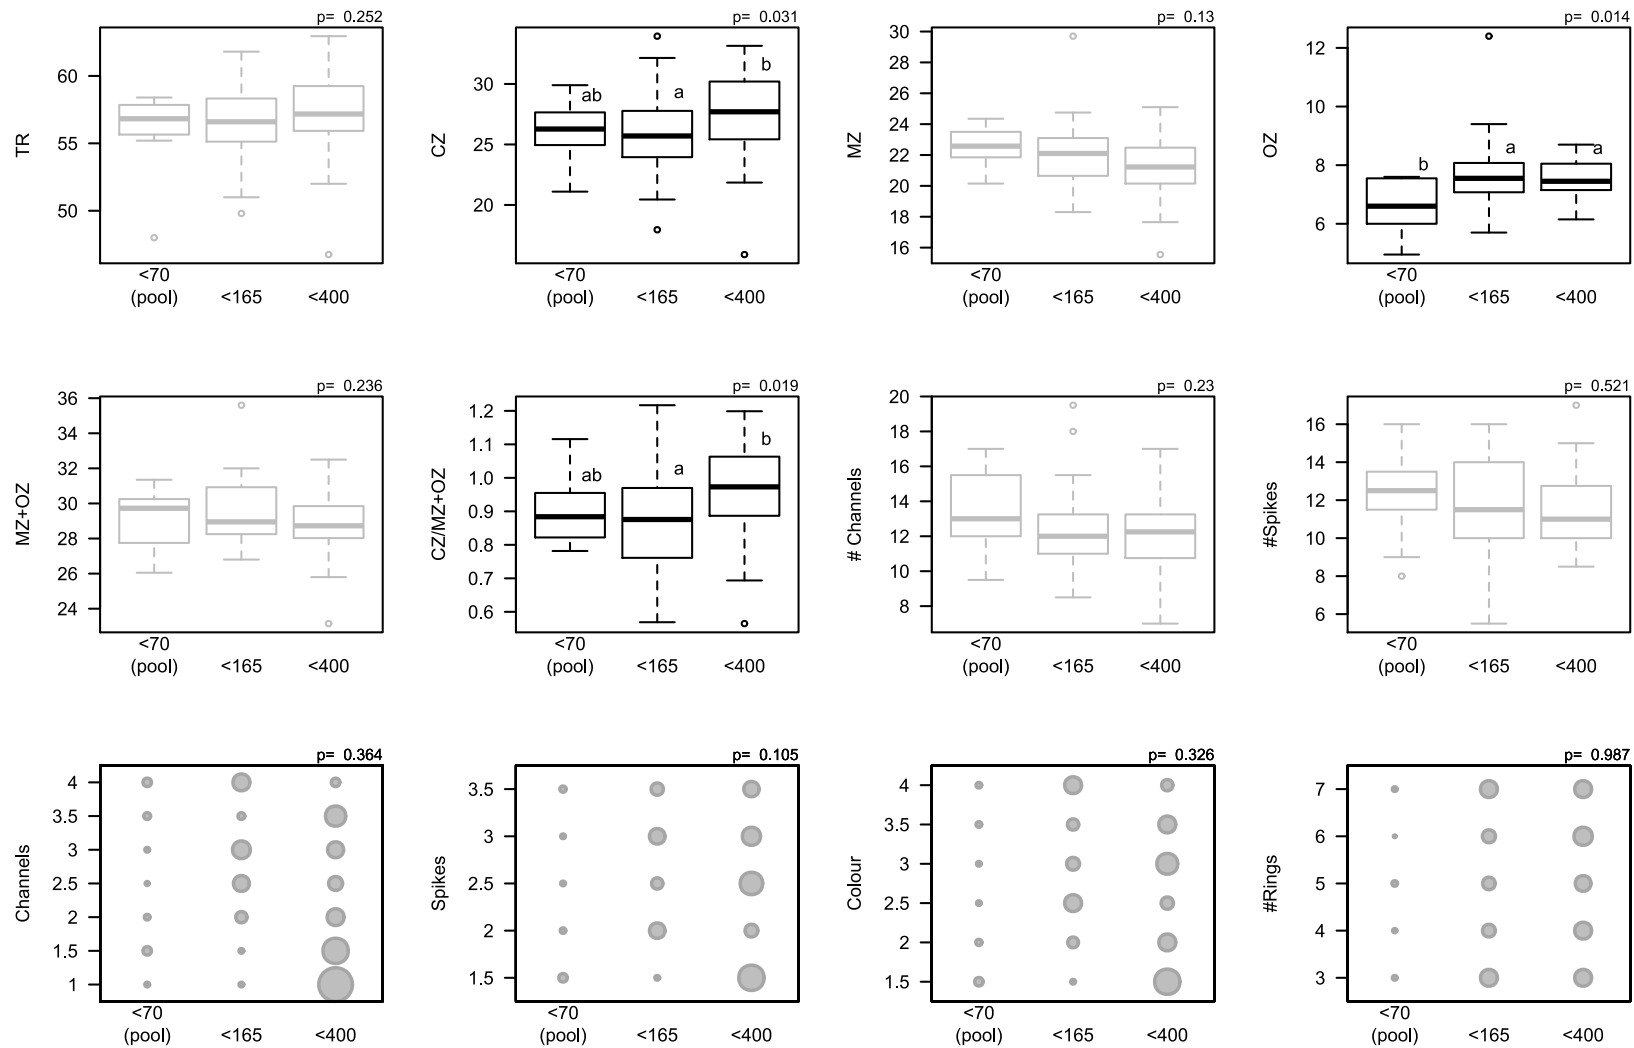 p= 0.252
TR
60
55
50
<70
(pool) <165 <400
p= 0.031
CZ
30
25
20
ab a b
<70
(pool) <165 <400
p= 0.13
MZ
30
28
26
24
22
20
18
16
<70
(pool) <165 <400
p= 0.014
OZ
12
10
8
6
b a a
<70
(pool) <165 <400
p= 0.236
MZ+OZ
36
34
32
30
28
26
24
<70
(pool) <165 <400
p= 0.019
CZ/MZ+OZ
1.2
1.1
1.0
0.9
0.8
0.7
0.6
ab a b
<70
(pool) <165 <400
p= 0.23
# Channels
20
18
16
14
12
10
8
<70
(pool) <165 <400
p= 0.521
#Spikes
16
14
12
10
8
6
<70
(pool) <165 <400
p= 0.364
Channels
4
3.5
3
2.5
2
1.5
1
<70
(pool) <165 <400
p= 0.105
Spikes
3.5
3
2.5
2
1.5
<70
(pool) <165 <400
p= 0.326
Colour
4
3.5
3
2.5
2
1.5
<70
(pool) <165 <400
p= 0.987
#Rings
7
6
5
4
3
<70
(pool) <165 <400